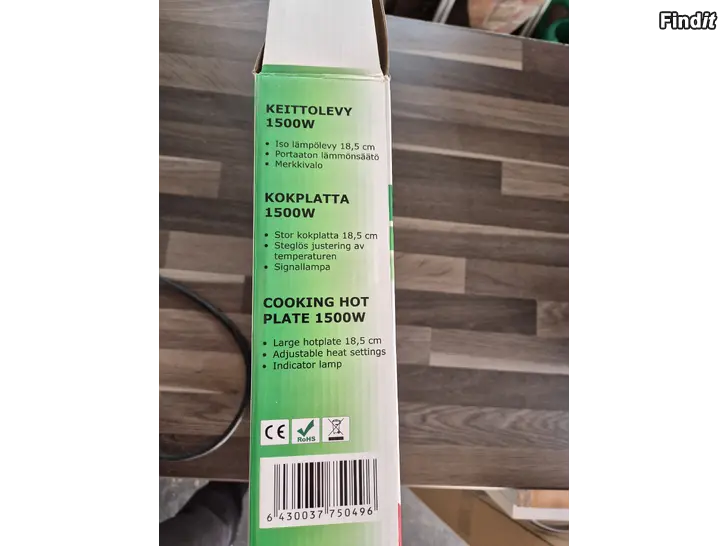 Findit
KEITTOLEVY
1500W
• Iso lämpölevy 18,5 cm
• Portaaton lämmönsäätö
• Merkkivalo
KOKPLATTA
1500W
• Stor kokplatta 18,5 cm
• Steglös justering av
temperaturen
• Signallampa
COOKING HOT
PLATE 1500W
• Large hotplate 18,5 cm
• Adjustable heat settings
• Indicator lamp
CE
RoHS
6 430037 750496